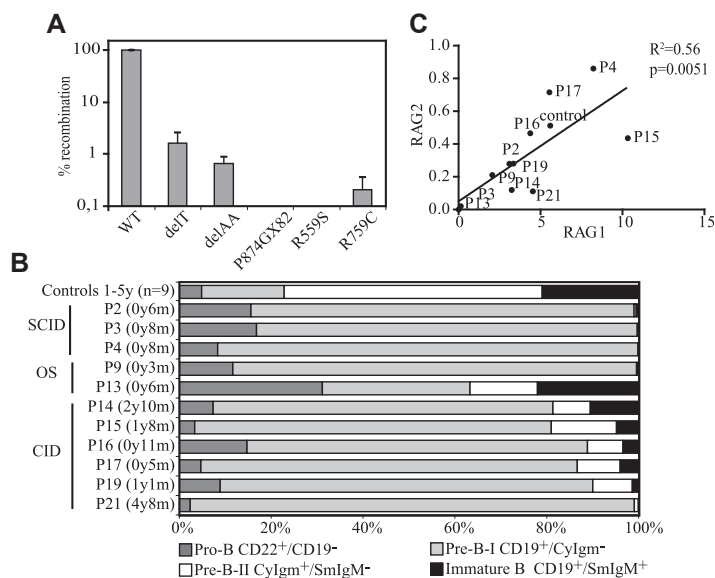 A
% recombination
100
10
1
0,1
WT
delT
delAA
P874GX82
R559S
R759C
C
R²=0.56
p=0.0051
RAG2
1.0
0.8
0.6
0.4
0.2
0.0
P4
P17
P16
control
P15
P2
P19
P9
P14
P3
P21
P13
0
5
10
15
RAG1
B
Controls 1-5y (n=9)
SCID
P2 (0y6m)
P3 (0y8m)
P4 (0y8m)
OS
P9 (0y3m)
P13 (0y6m)
CID
P14 (2y10m)
P15 (1y8m)
P16 (0y11m)
P17 (0y5m)
P19 (1y1m)
P21 (4y8m)
0% 20% 40% 60% 80% 100%
Pro-B CD22⁺/CD19⁻
Pre-B-I CD19⁺/CyIgm⁻
Pre-B-II CyIgm⁺/SmIgM⁻
Immature B CD19⁺/SmIgM⁺